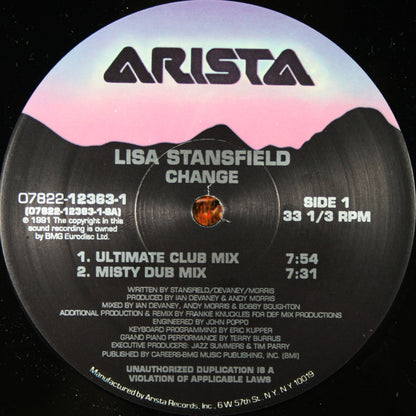 ARISTA
LISA STANSFIELD
CHANGE
07822-12363-1
(07822-12363-1-SA)
℗ 1991 The copyright in this
sound recording is owned
by BMG Eurodisc Ltd.
SIDE 1
33 1/3 RPM
1. ULTIMATE CLUB MIX 7:54
2. MISTY DUB MIX 7:31
WRITTEN BY STANSFIELD/DEVANEY/MORRIS
PRODUCED BY IAN DEVANEY & ANDY MORRIS
MIXED BY IAN DEVANEY, ANDY MORRIS & BOBBY BOUGHTON
ADDITIONAL PRODUCTION & REMIX BY FRANKIE KNUCKLES FOR DEF MIX PRODUCTIONS
ENGINEERED BY JOHN POPPO
KEYBOARD PROGRAMMING BY ERIC KUPPER
GRAND PIANO PERFORMANCE BY TERRY BURRUS
EXECUTIVE PRODUCERS: JAZZ SUMMERS & TIM PARRY
PUBLISHED BY CAREERS-BMG MUSIC PUBLISHING, INC. (BMI)
UNAUTHORIZED DUPLICATION IS A
VIOLATION OF APPLICABLE LAWS
Manufactured by Arista Records, Inc., 6 W 57th St., N.Y., N.Y. 10019